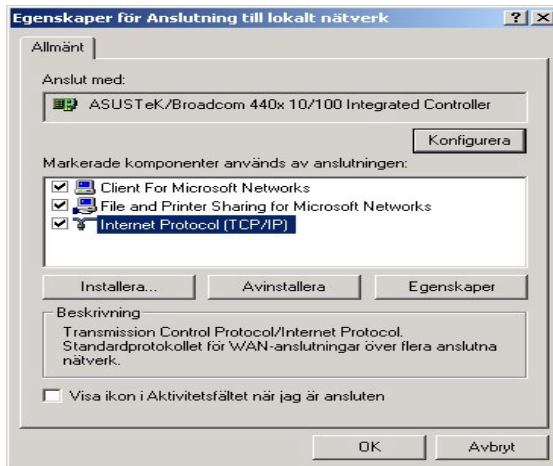 Egenskaper för Anslutning till lokalt nätverk
Allmänt
Anslut med:
ASUSTeK/Broadcom 440x 10/100 Integrated Controller
Konfigurera
Markerade komponenter används av anslutningen:
Client For Microsoft Networks
File and Printer Sharing for Microsoft Networks
Internet Protocol (TCP/IP)
Installera...
Avinstallera
Egenskaper
Beskrivning
Transmission Control Protocol/Internet Protocol.
Standardprotokollet för WAN-anslutningar över flera anslutna
nätverk.
Visa ikon i Aktivitetsfältet när jag är ansluten
OK
Avbryt